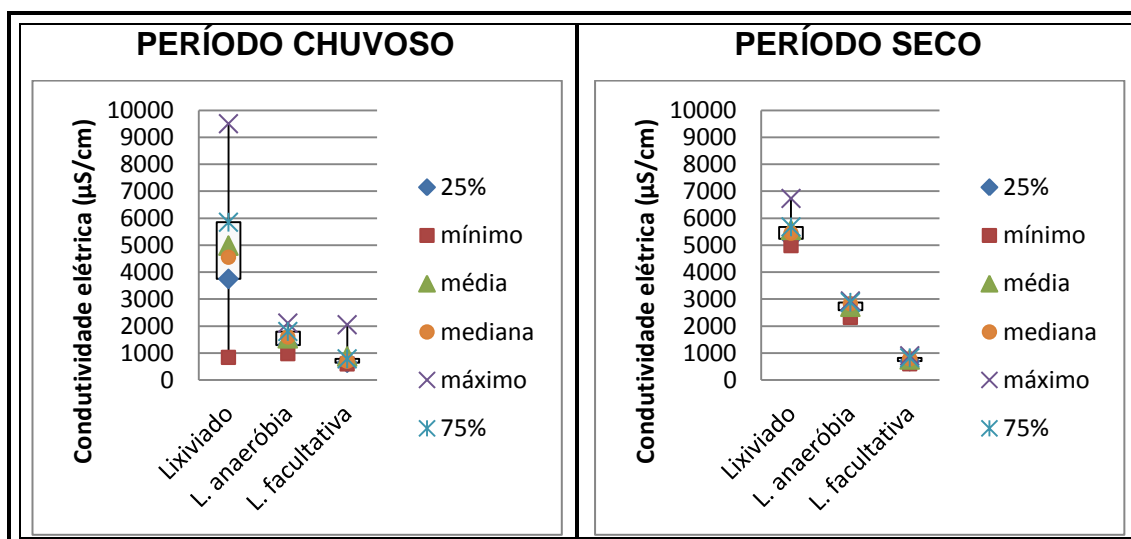 PERÍODO CHUVOSO
Condutividade elétrica (µS/cm)
10000
9000
8000
7000
6000
5000
4000
3000
2000
1000
0
Lixiviado
L. anaeróbia
L. facultativa
25%
mínimo
média
mediana
máximo
75%
PERÍODO SECO
Condutividade elétrica (µS/cm)
10000
9000
8000
7000
6000
5000
4000
3000
2000
1000
0
Lixiviado
L. anaeróbia
L. facultativa
25%
mínimo
média
mediana
máximo
75%